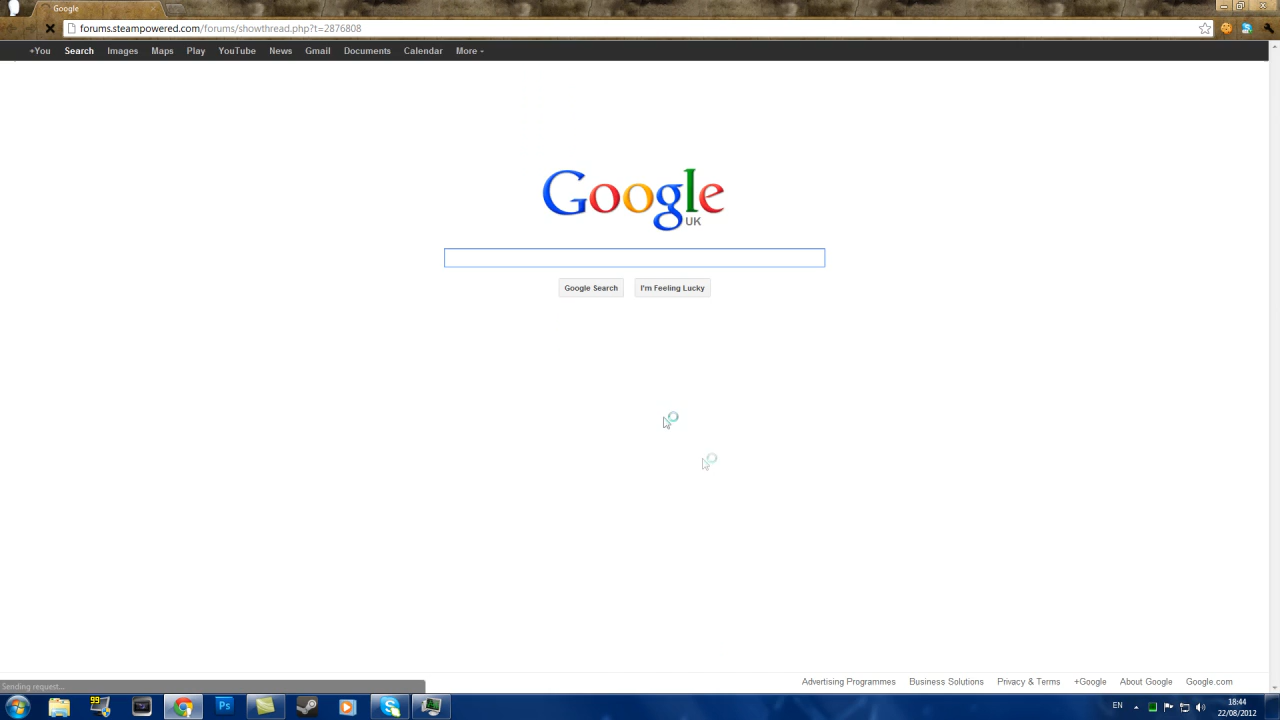 Google
forums.steampowered.com/forums/showthread.php?t=2876808
+You Search Images Maps Play YouTube News Gmail Documents Calendar More
Google
UK
Google Search I'm Feeling Lucky
Sending request...
Advertising Programmes Business Solutions Privacy & Terms +Google About Google Google.com
99
Ps
EN
18:44
22/08/2012